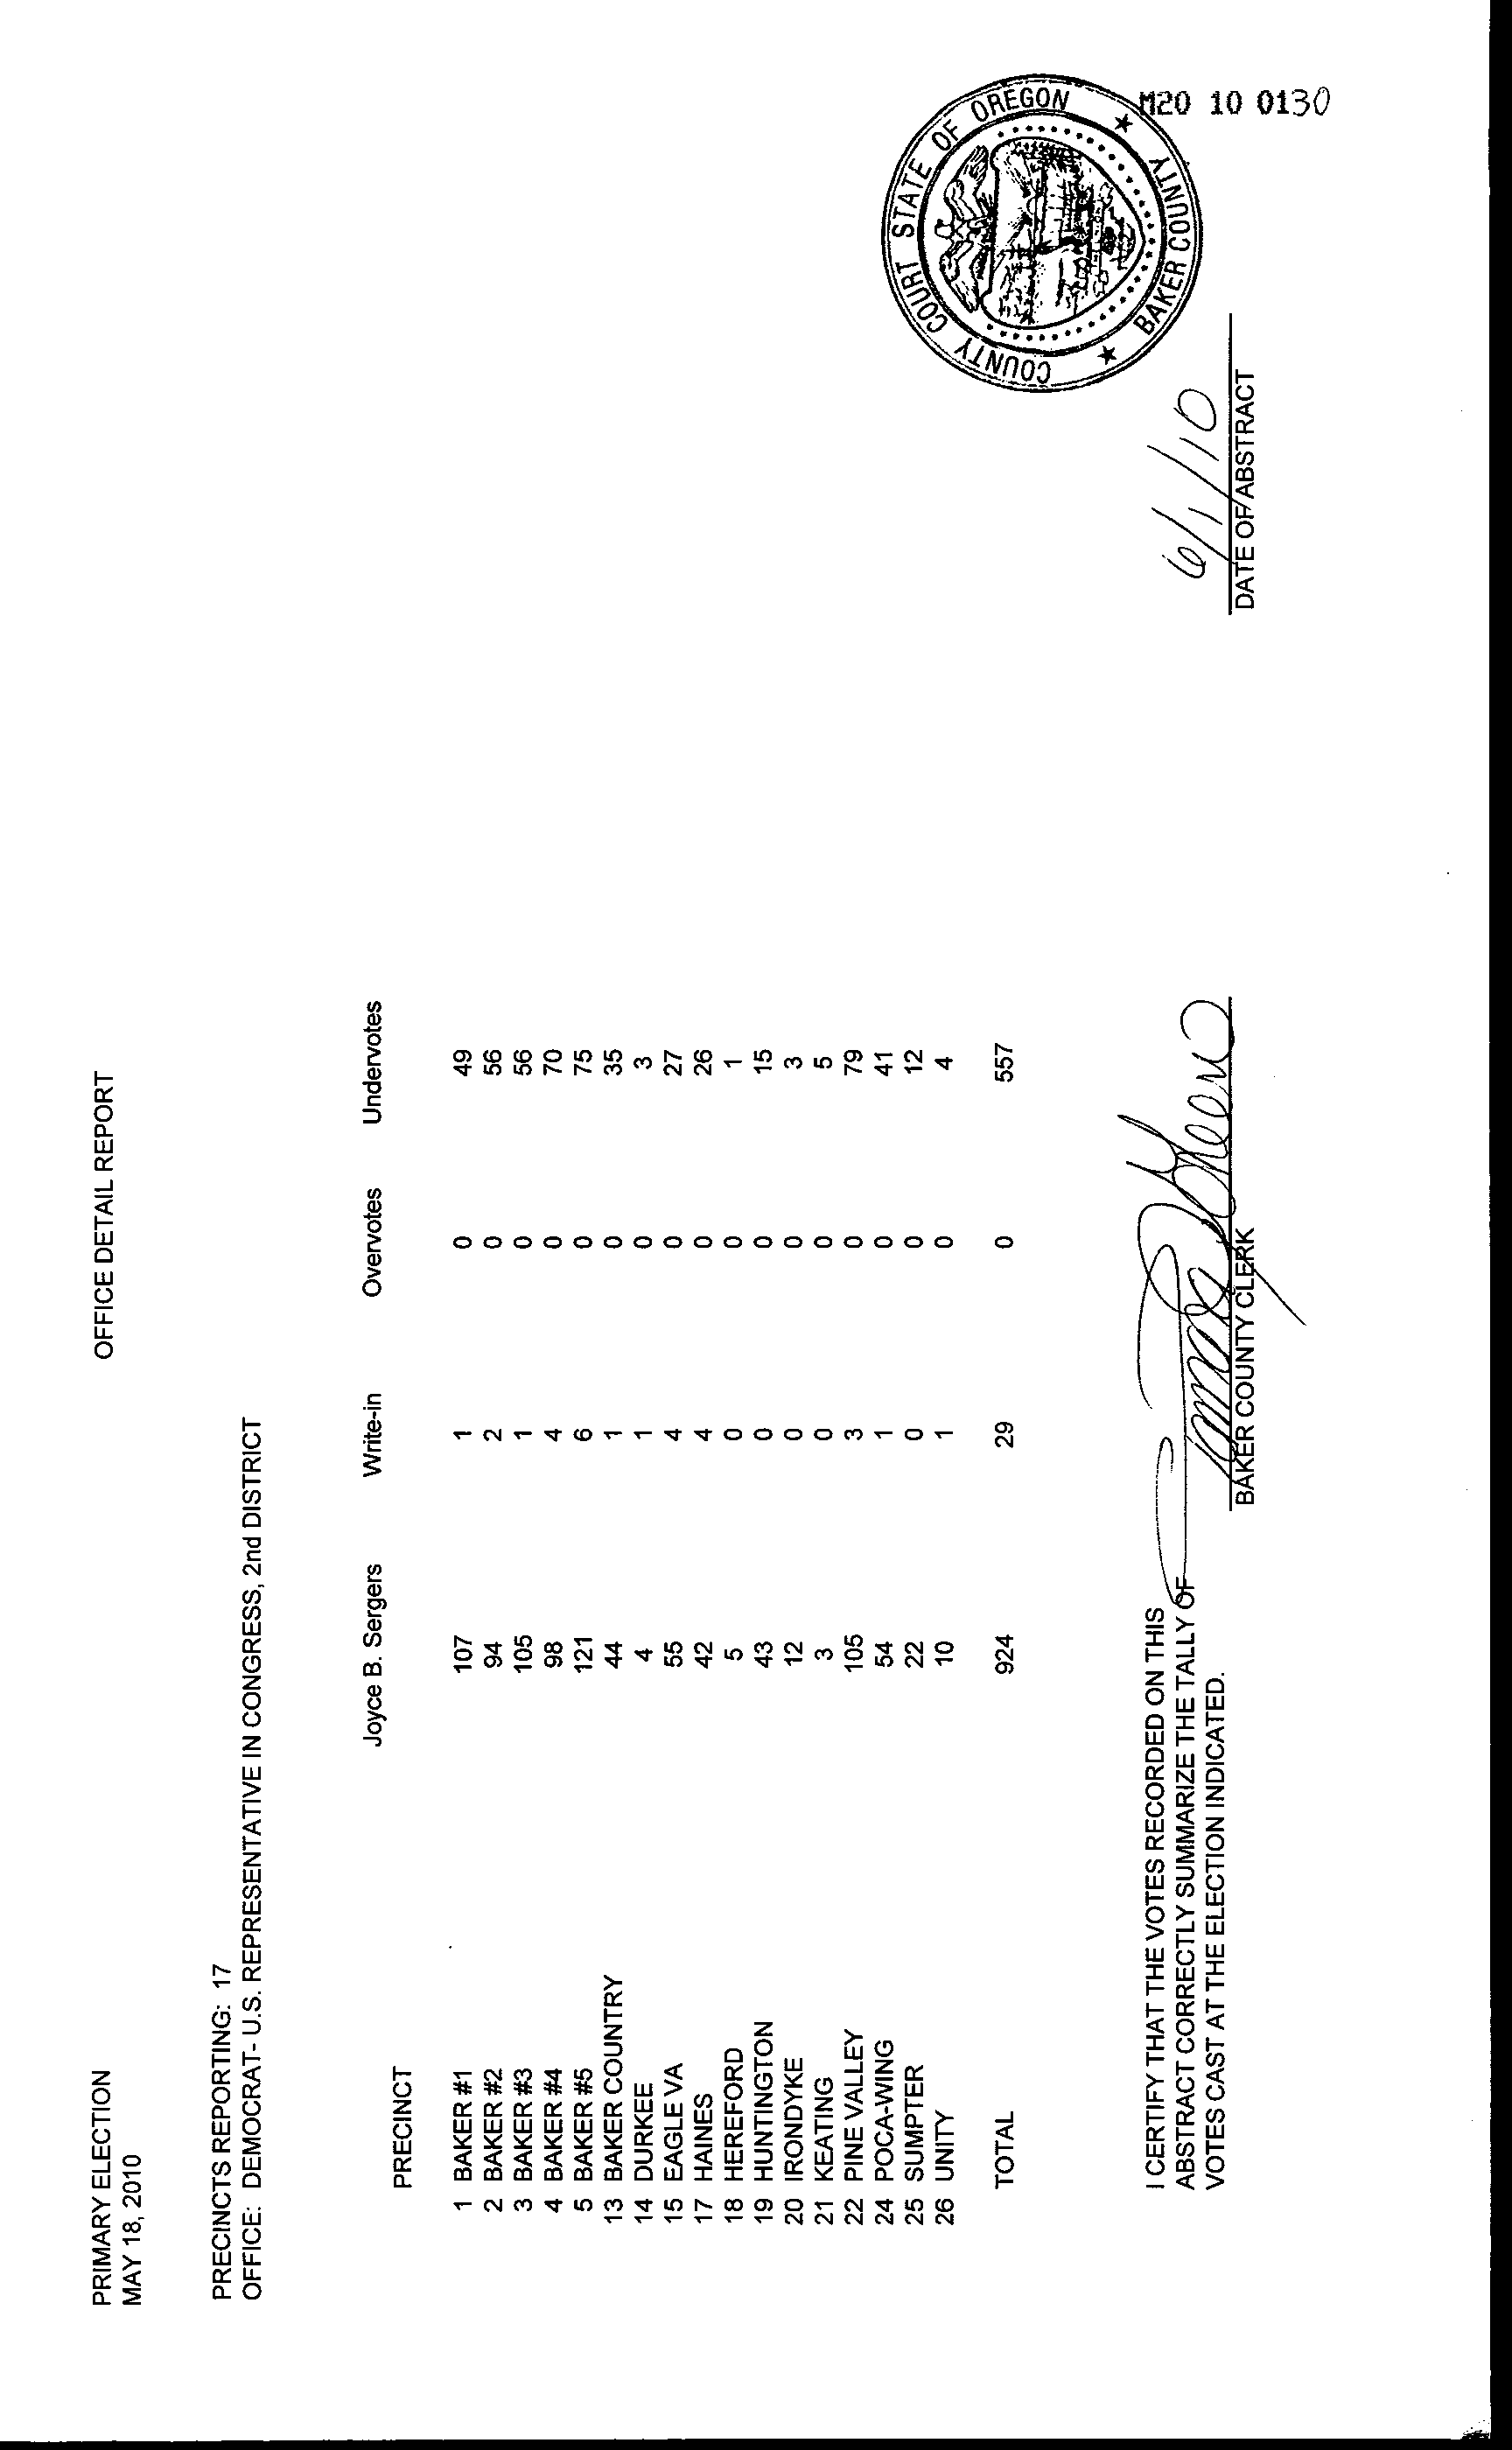 PRIMARY ELECTION OFFICE DETAIL REPORT
MAY 18, 2010
PRECINCTS REPORTING: 17
OFFICE: DEMOCRAT- U.S. REPRESENTATIVE IN CONGRESS, 2nd DISTRICT
Joyce B. Sergers Write-in Overvotes Undervotes
PRECINCT
1 BAKER #1 107 1 0 49
2 BAKER #2 94 2 0 56
3 BAKER #3 105 1 0 56
4 BAKER #4 98 4 0 70
5 BAKER #5 121 6 0 75
13 BAKER COUNTRY 44 1 0 35
14 DURKEE 4 1 0 3
15 EAGLE VA 55 4 0 27
17 HAINES 42 4 0 26
18 HEREFORD 5 0 0 1
19 HUNTINGTON 43 0 0 15
20 IRONDYKE 12 0 0 3
21 KEATING 3 0 0 5
22 PINE VALLEY 105 3 0 79
24 POCA-WING 54 1 0 41
25 SUMPTER 22 0 0 12
26 UNITY 10 1 0 4
TOTAL 924 29 0 557
COUNTY COURT STATE OF OREGON
★ BAKER COUNTY ★
M20 10 0130
I CERTIFY THAT THE VOTES RECORDED ON THIS
ABSTRACT CORRECTLY SUMMARIZE THE TALLY OF
VOTES CAST AT THE ELECTION INDICATED.
6/1/10
BAKER COUNTY CLERK DATE OF ABSTRACT